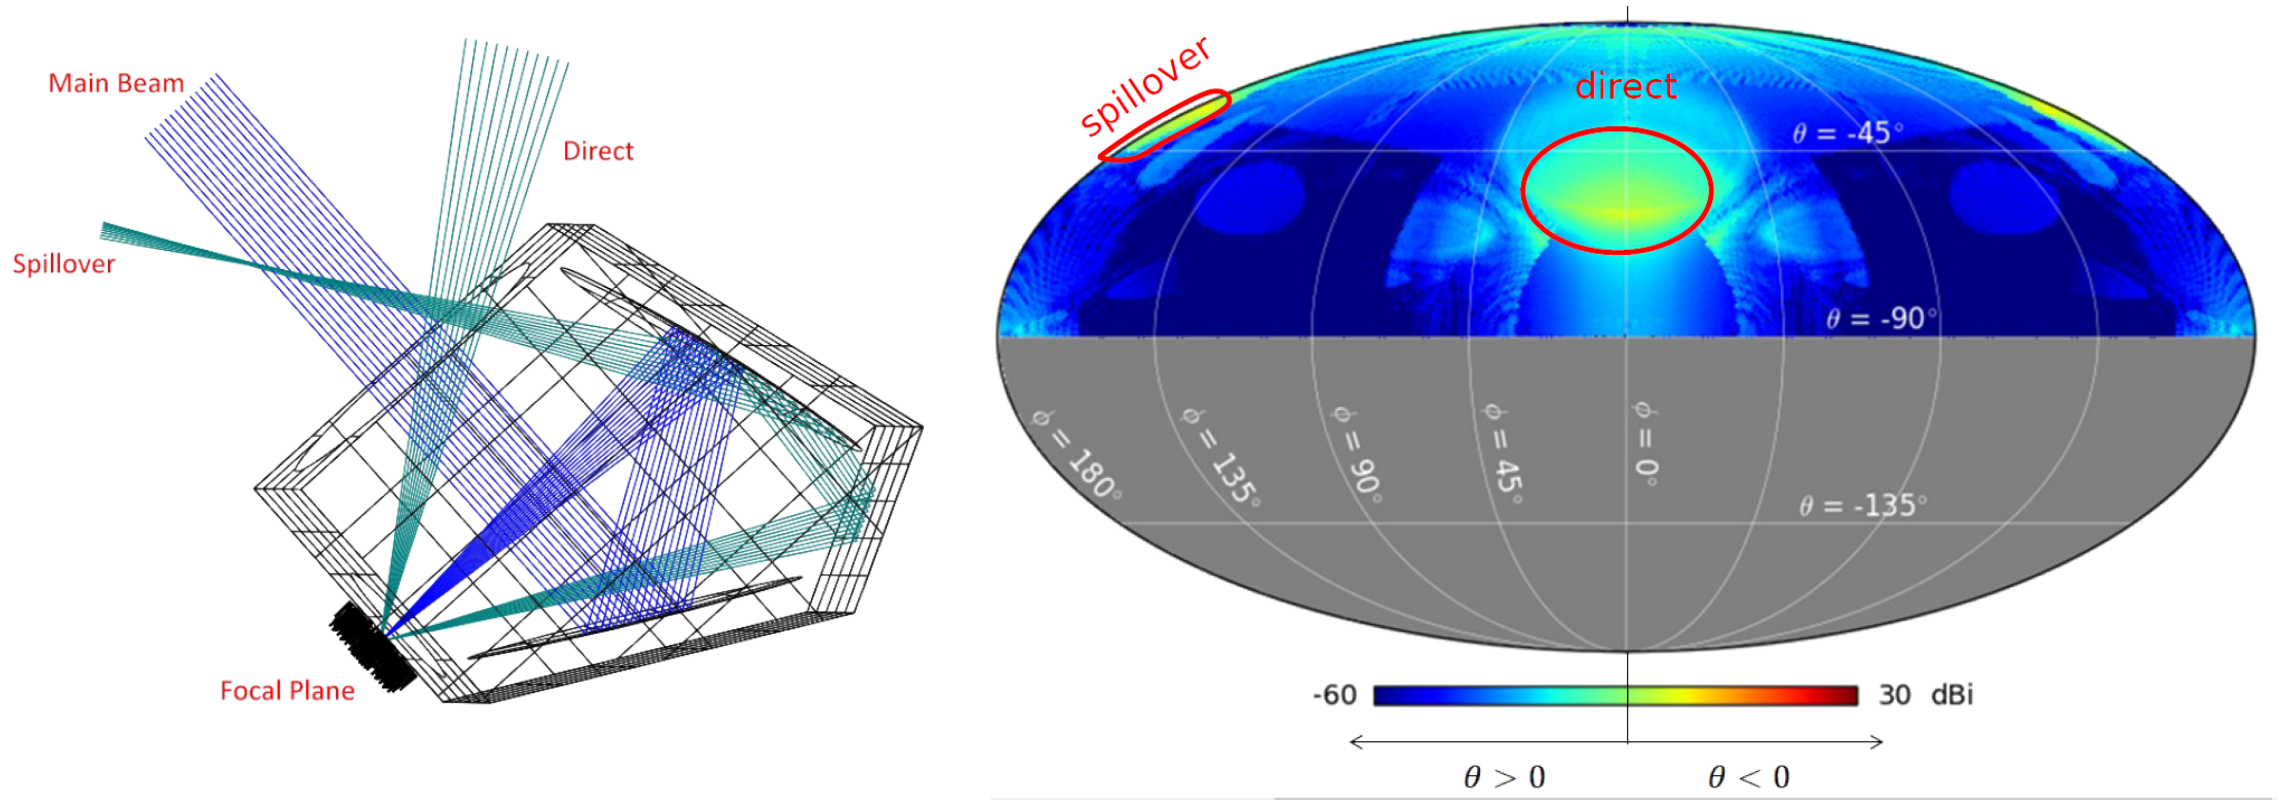 Main Beam
Direct
Spillover
Focal Plane
spillover
direct
θ = -45°
θ = -90°
ϕ = 180°
ϕ = 135°
ϕ = 90°
ϕ = 45°
ϕ = 0°
θ = -135°
-60
30 dBi
θ > 0
θ < 0